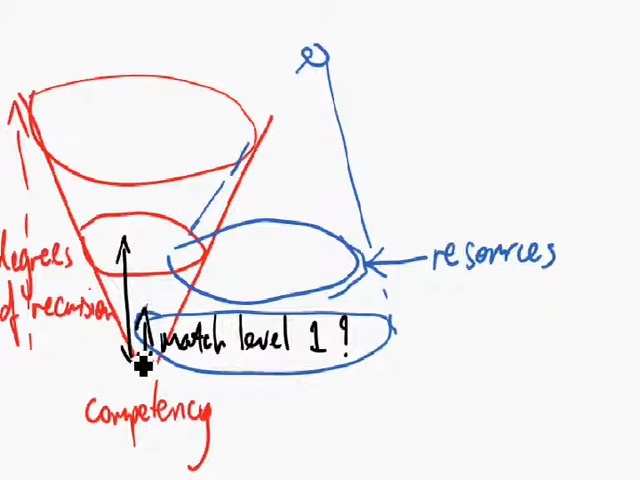 degrees
of recursion
resources
match level 1 ?
competency